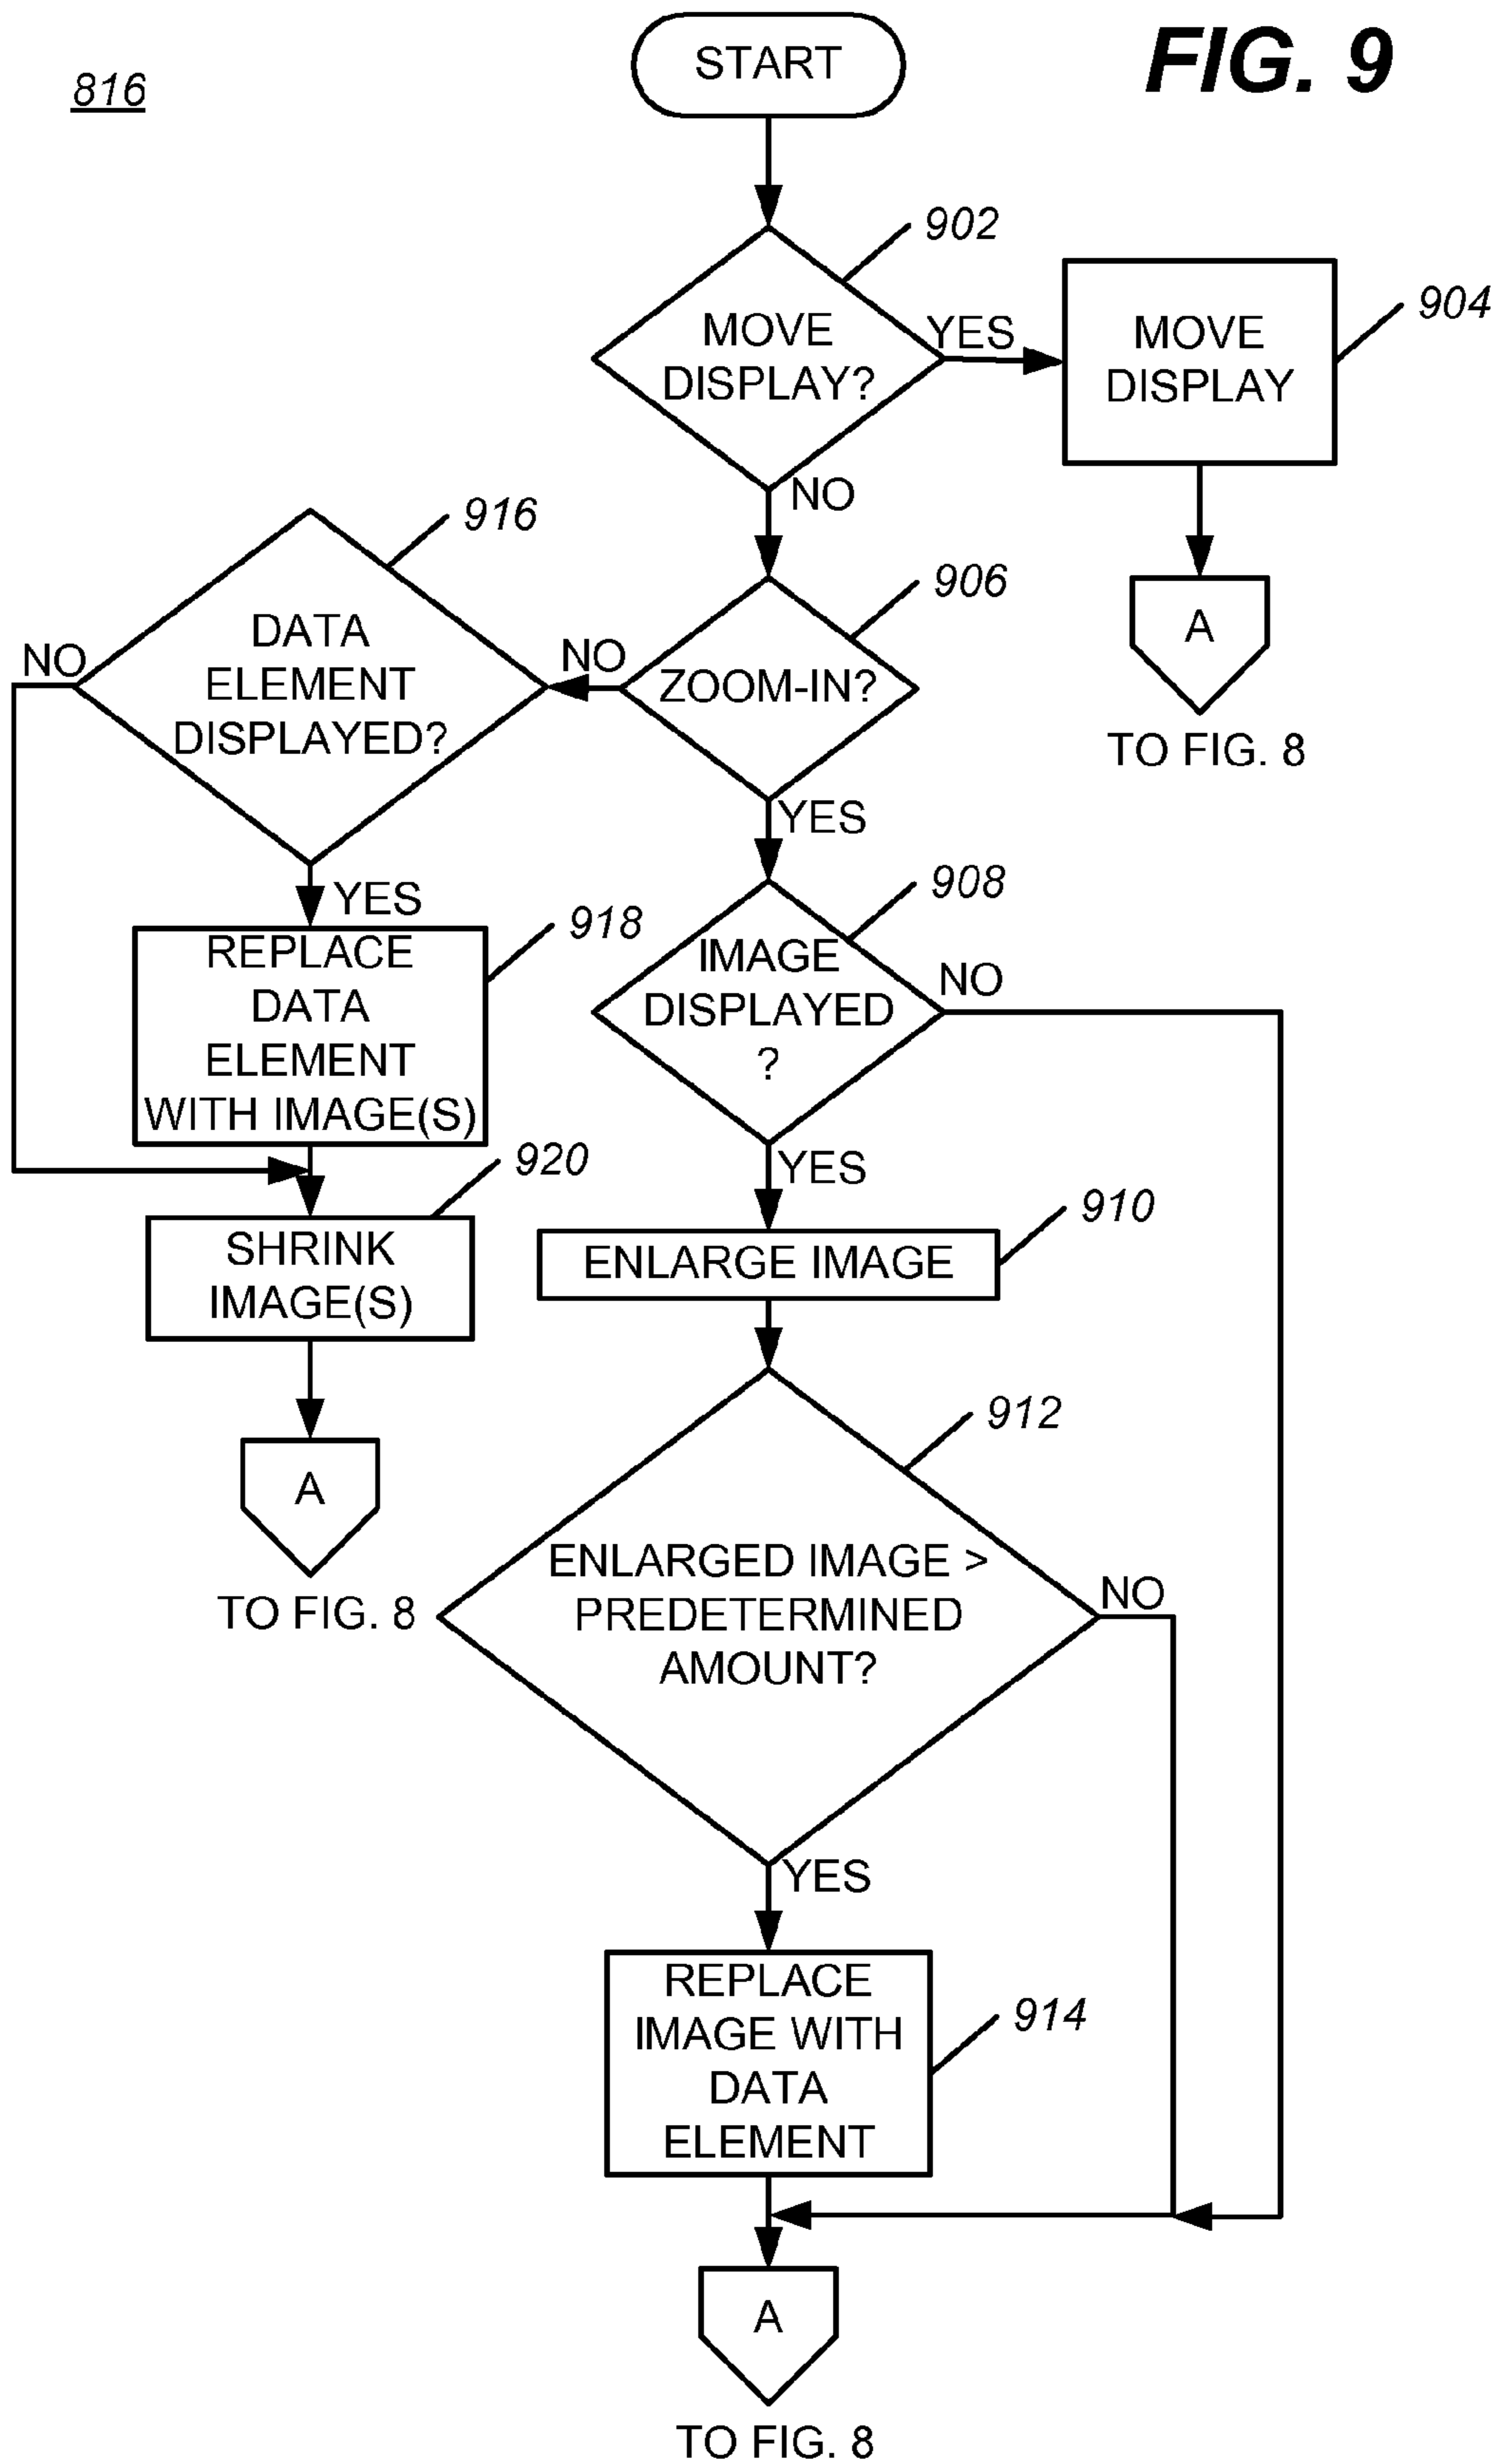 FIG. 9
816
START
902
MOVE
DISPLAY?
YES
904
MOVE
DISPLAY
NO
A
TO FIG. 8
906
ZOOM-IN?
NO
916
DATA
ELEMENT
DISPLAYED?
NO
YES
918
REPLACE
DATA
ELEMENT
WITH IMAGE(S)
920
SHRINK
IMAGE(S)
A
TO FIG. 8
YES
908
IMAGE
DISPLAYED
?
NO
YES
910
ENLARGE IMAGE
912
ENLARGED IMAGE >
PREDETERMINED
AMOUNT?
NO
YES
914
REPLACE
IMAGE WITH
DATA
ELEMENT
A
TO FIG. 8